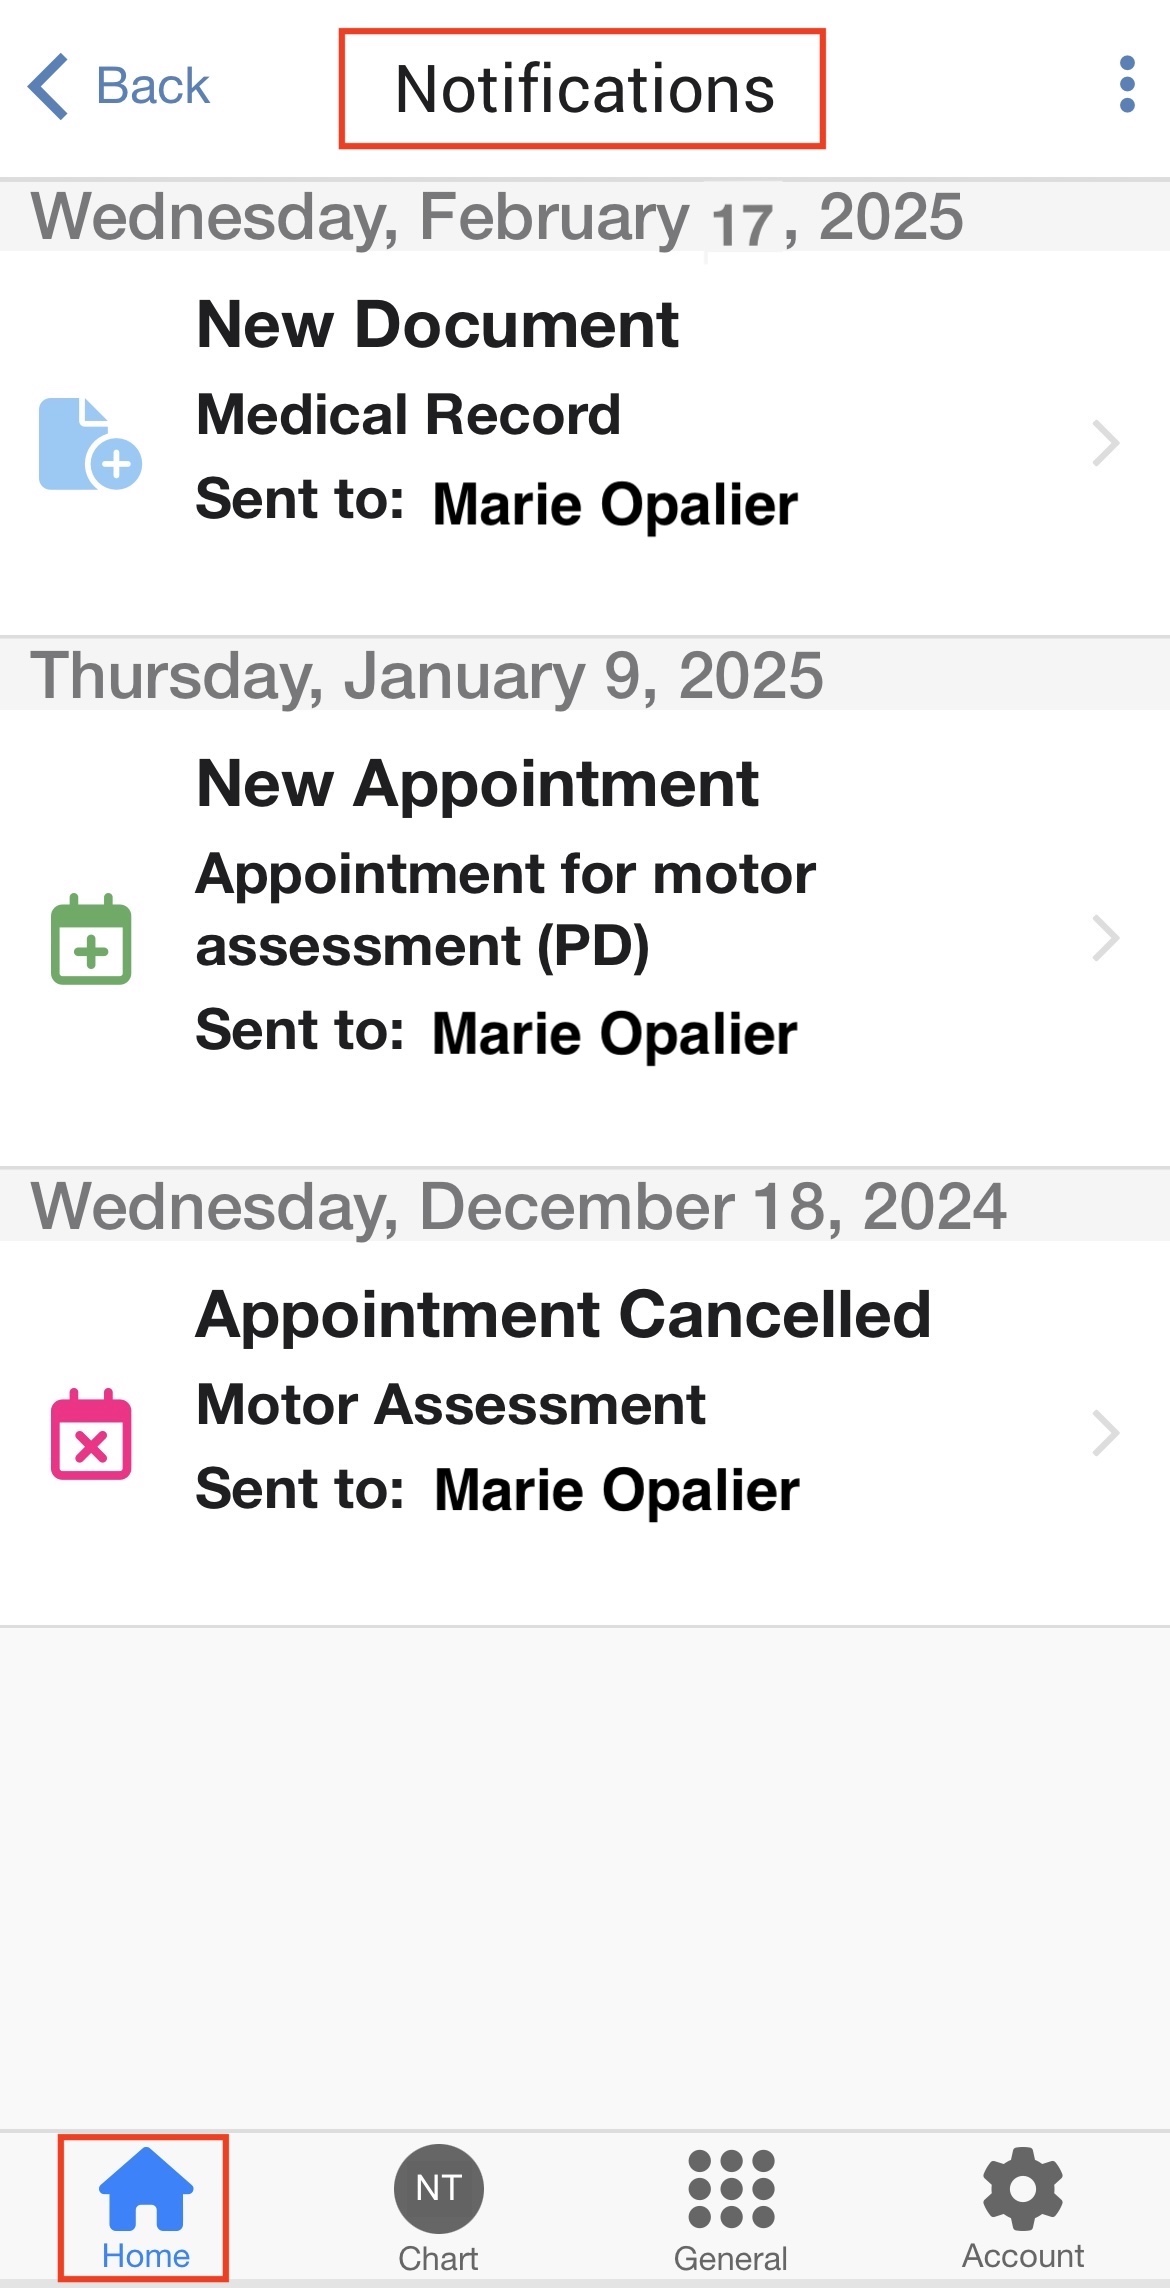 Back
Notifications
Wednesday, February 17, 2025
New Document
Medical Record
Sent to: Marie Opalier
Thursday, January 9, 2025
New Appointment
Appointment for motor
assessment (PD)
Sent to: Marie Opalier
Wednesday, December 18, 2024
Appointment Cancelled
Motor Assessment
Sent to: Marie Opalier
NT
Home
Chart
General
Account